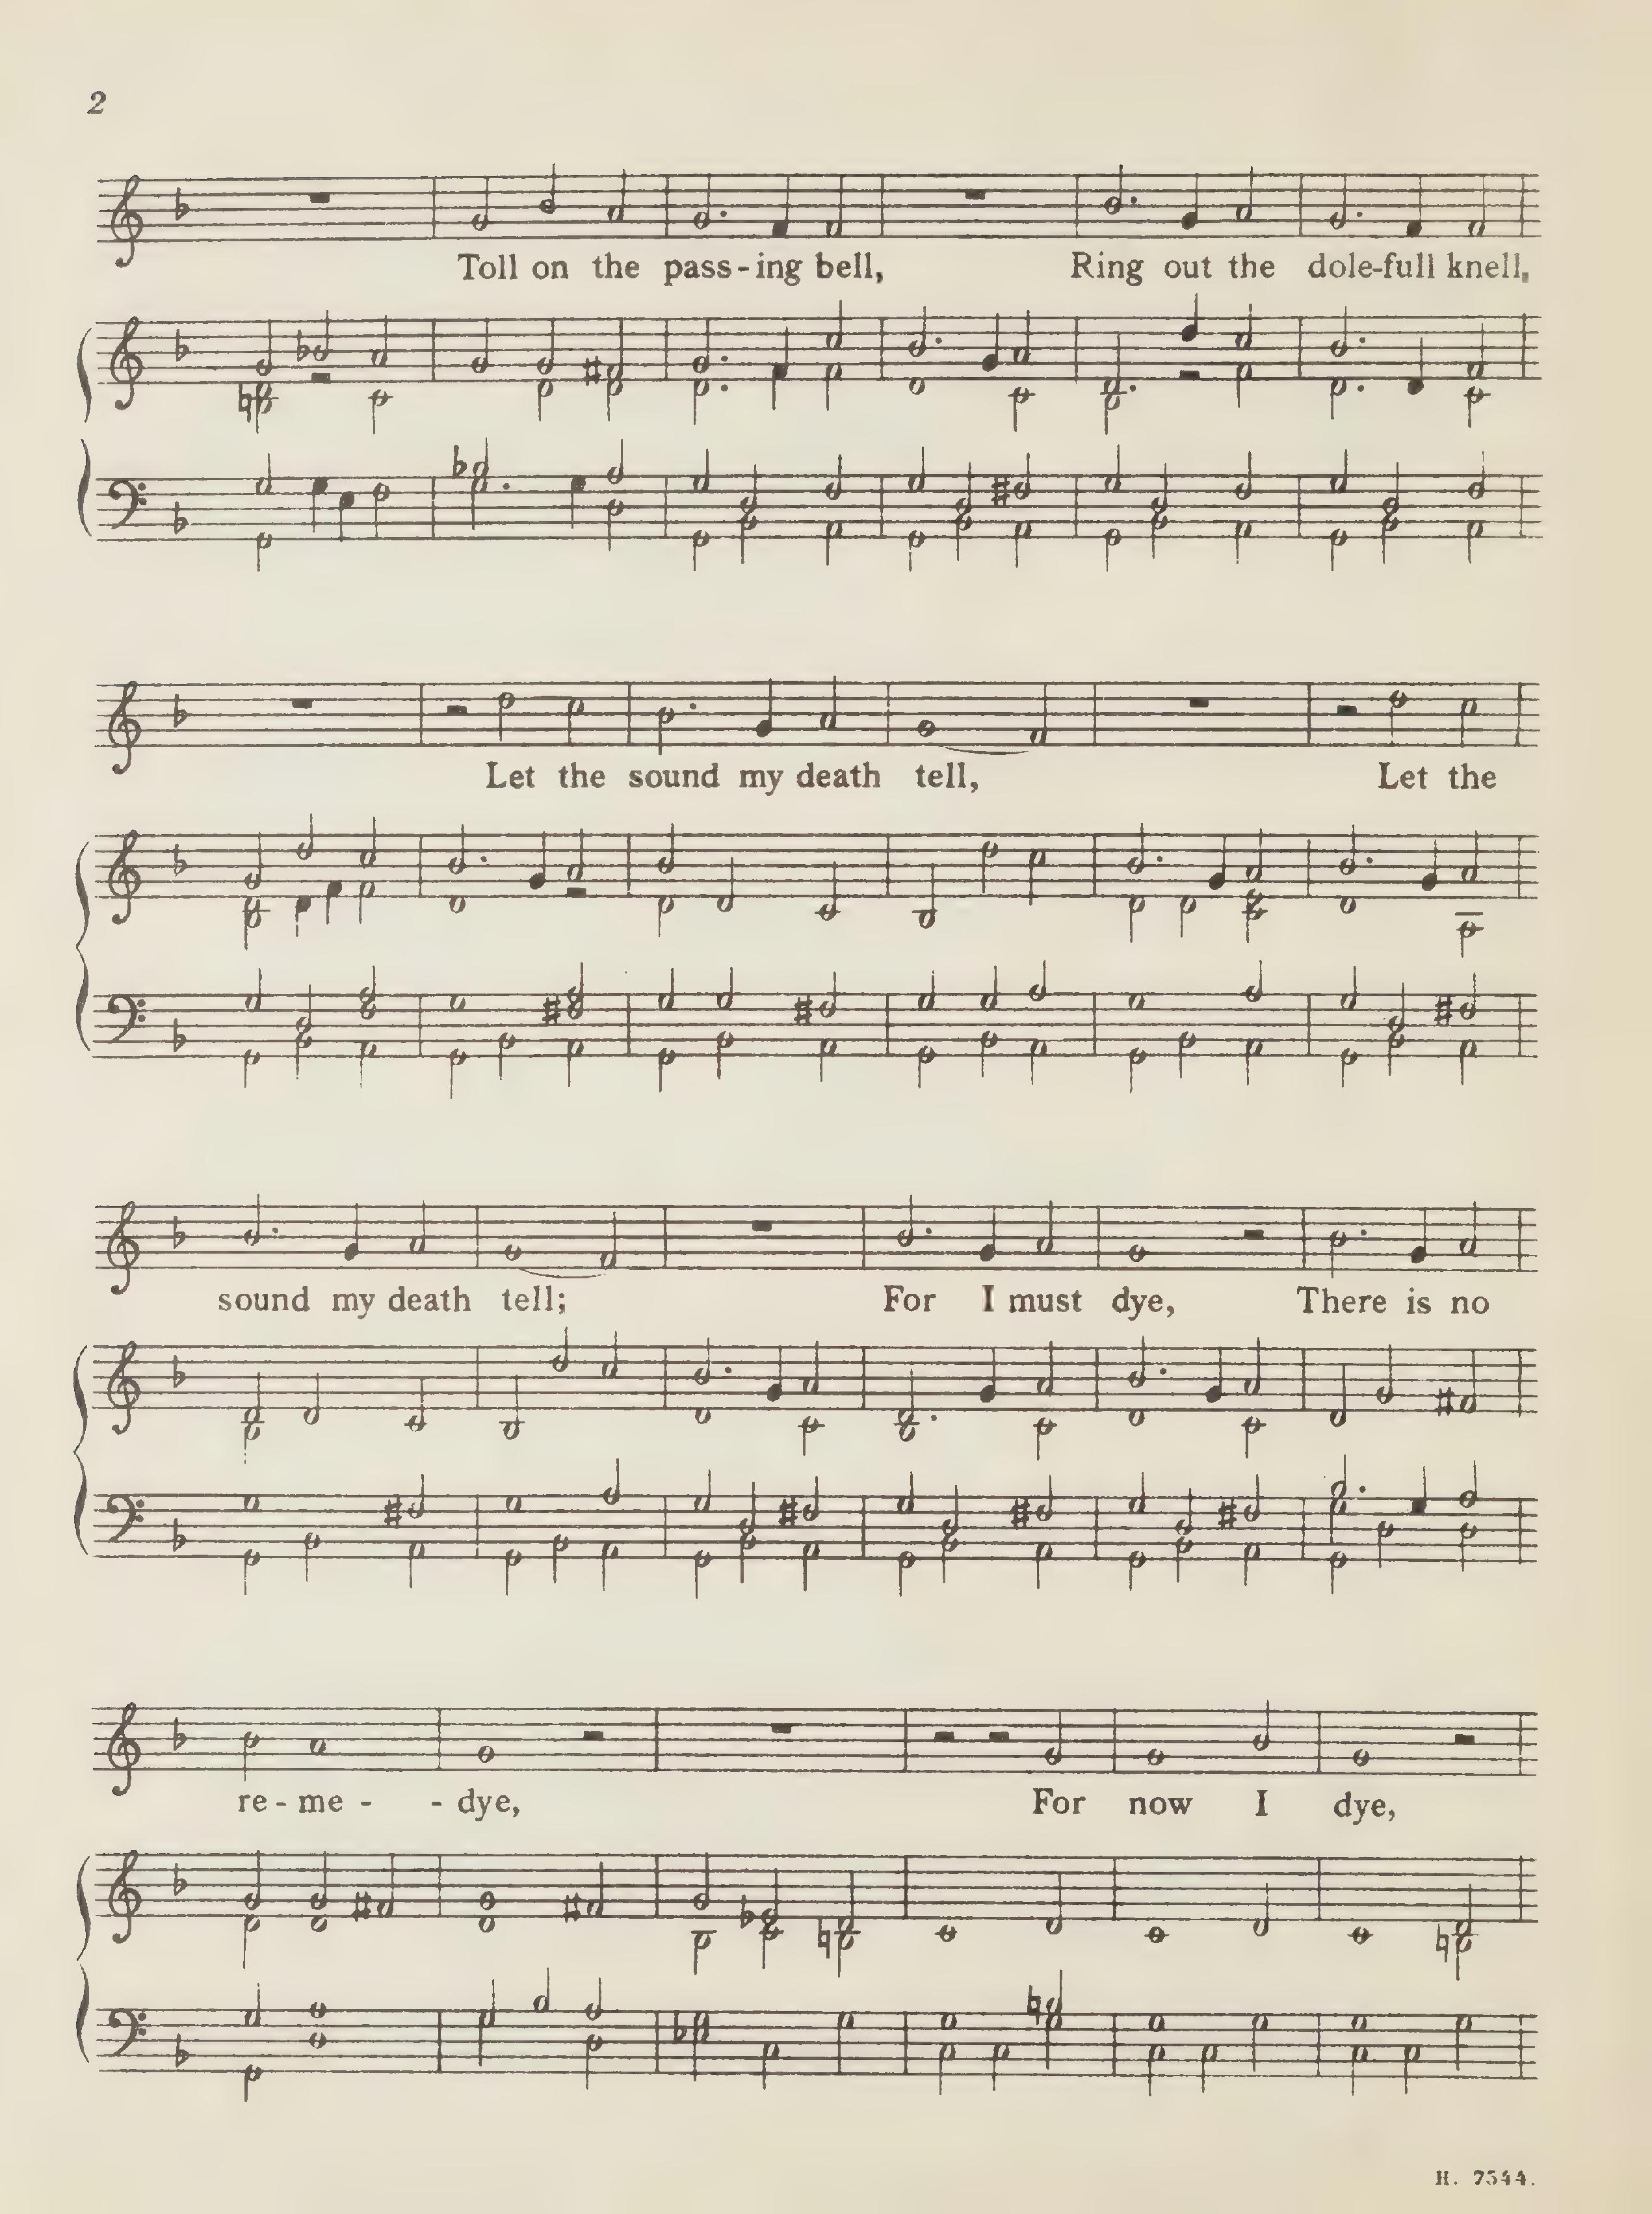 2
Toll on the pass - ing bell, Ring out the dole-full knell,
Let the sound my death tell, Let the
sound my death tell; For I must dye, There is no
re - me - - dye, For now I dye,
H. 7544.